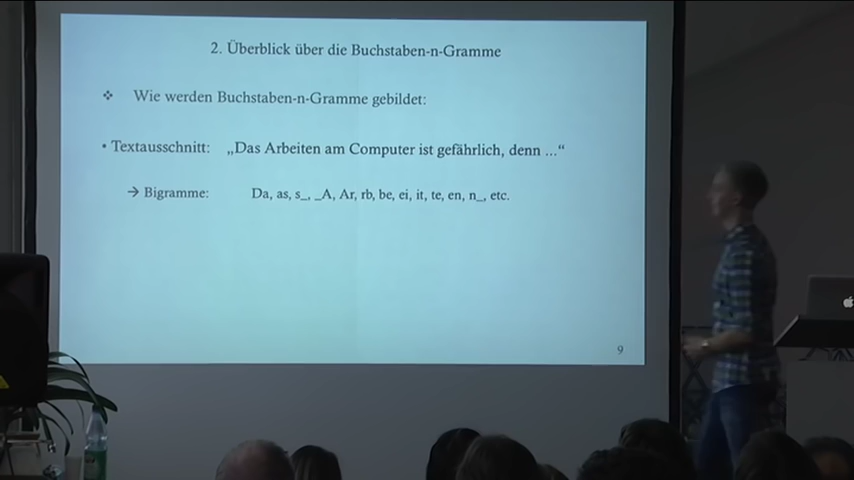 2. Überblick über die Buchstaben-n-Gramme
❖ Wie werden Buchstaben-n-Gramme gebildet:
• Textausschnitt: „Das Arbeiten am Computer ist gefährlich, denn ...“
→ Bigramme: Da, as, s_, _A, Ar, rb, be, ei, it, te, en, n_, etc.
9